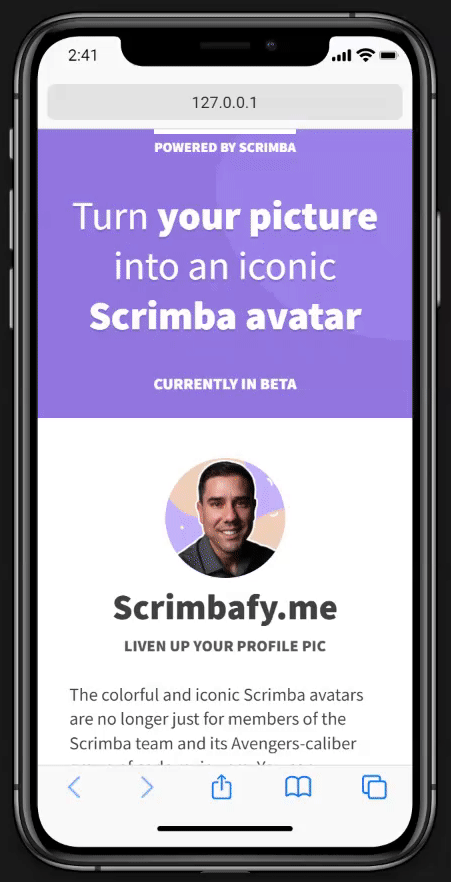 2:41
127.0.0.1
POWERED BY SCRIMBA
Turn your picture
into an iconic
Scrimba avatar
CURRENTLY IN BETA
Scrimbafy.me
LIVEN UP YOUR PROFILE PIC
The colorful and iconic Scrimba avatars
are no longer just for members of the
Scrimba team and its Avengers-caliber